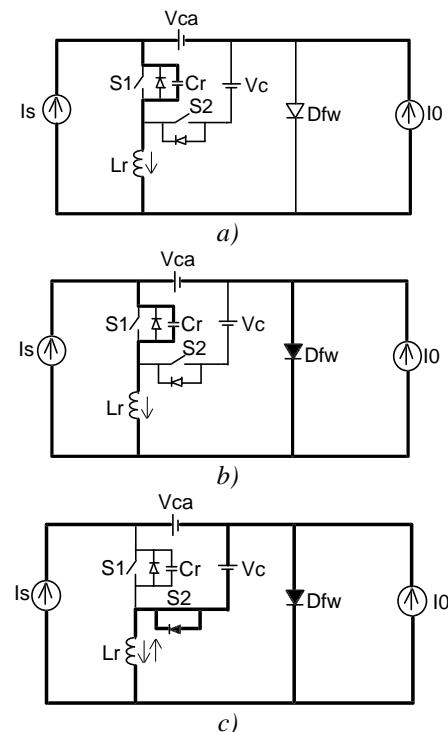 Vca
S1
Cr
S2
Vc
Is
Dfw
I0
Lr
a)
Vca
S1
Cr
S2
Vc
Is
Dfw
I0
Lr
b)
Vca
S1
Cr
Vc
S2
Is
Dfw
I0
Lr
c)